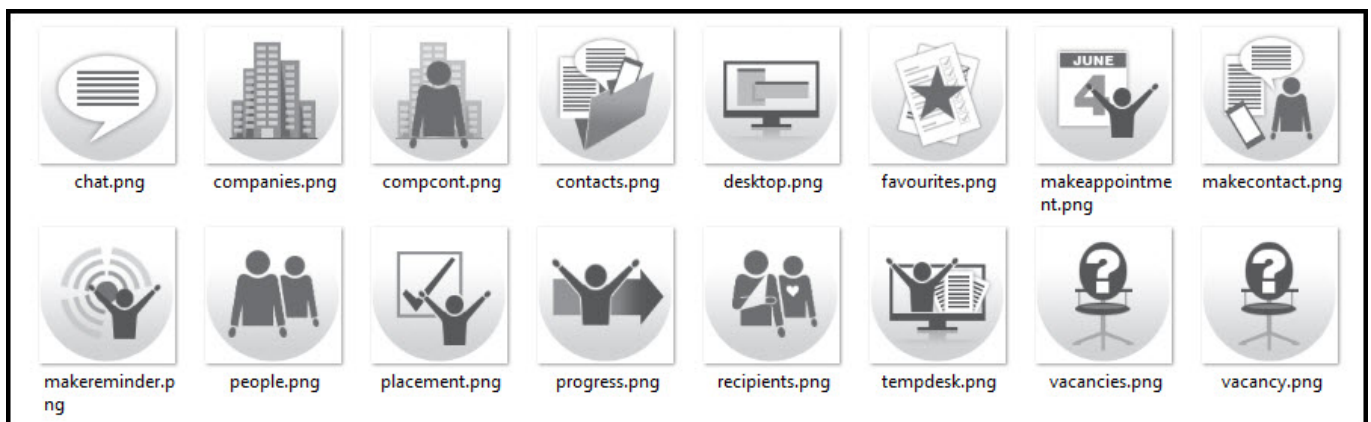 JUNE
4
chat.png
companies.png
compcont.png
contacts.png
desktop.png
favourites.png
makeappointme
nt.png
makecontact.png
?
?
makereminder.p
ng
people.png
placement.png
progress.png
recipients.png
tempdesk.png
vacancies.png
vacancy.png